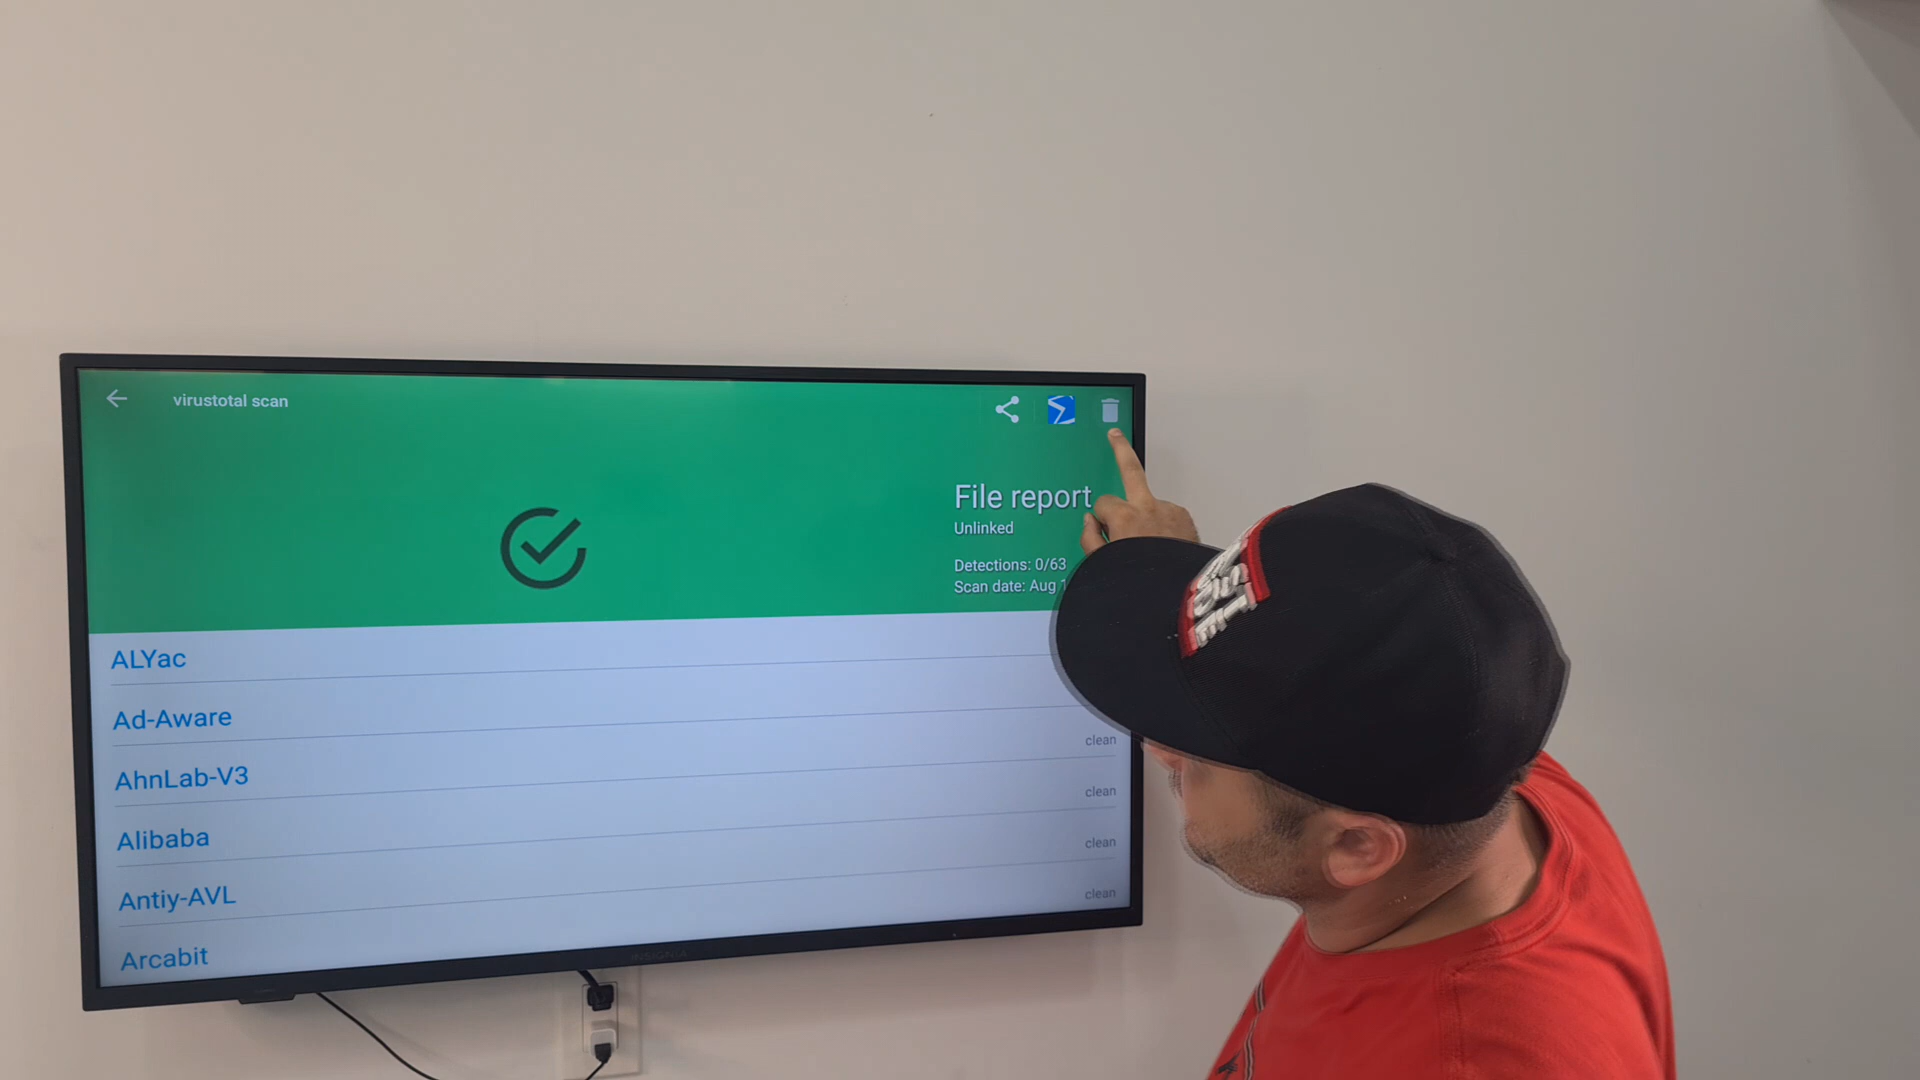 virustotal scan
File report
Unlinked
Detections: 0/63
Scan date: Aug
ALYac
Ad-Aware
clean
AhnLab-V3
clean
Alibaba
clean
Antiy-AVL
clean
Arcabit
INSIGNIA